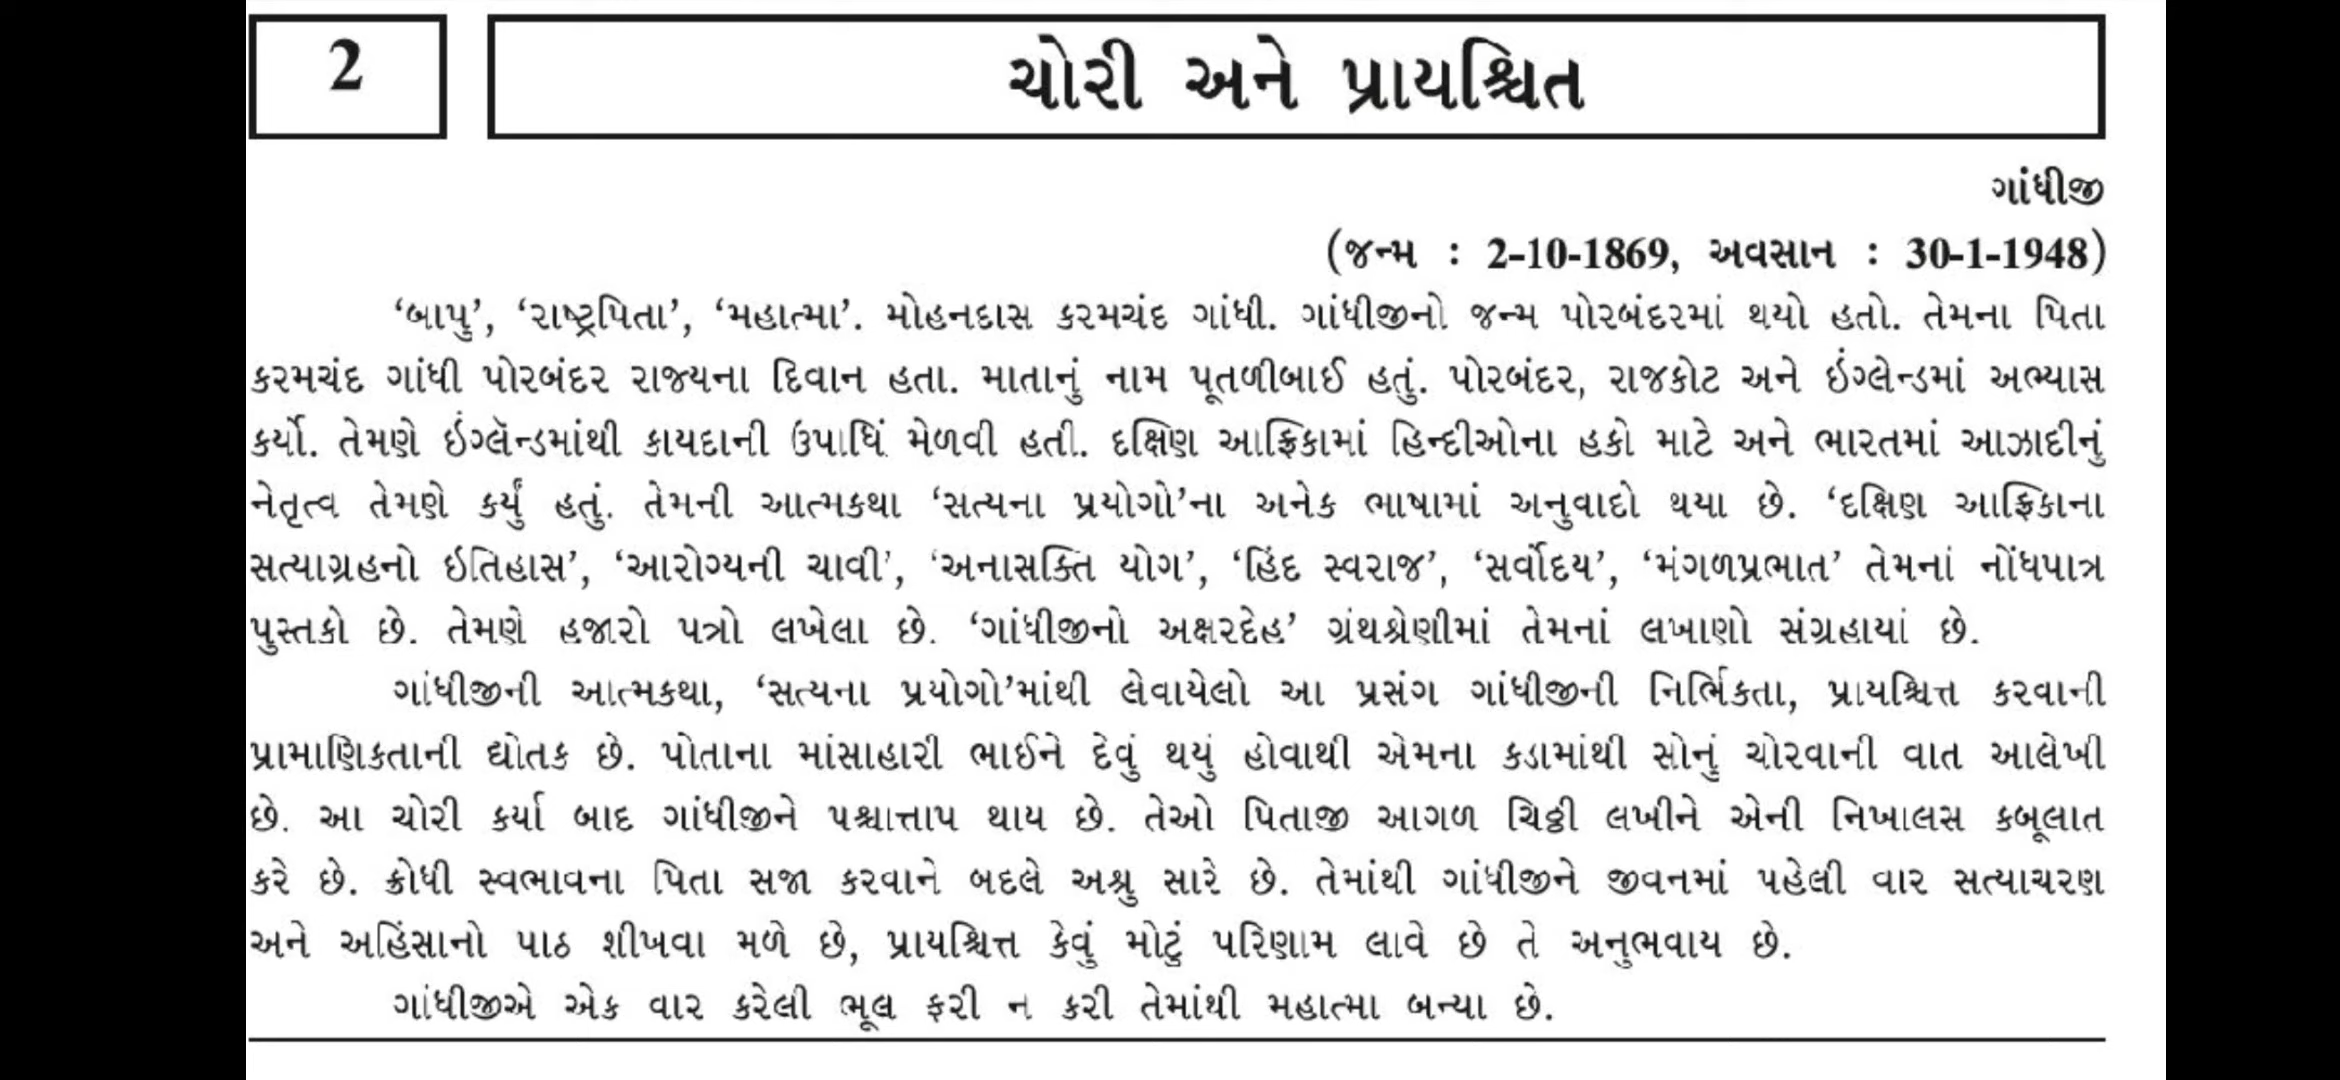 2
ચોરી અને પ્રાયશ્ચિત
ગાંધીજી
(જન્મ : 2-10-1869, અવસાન : 30-1-1948)
‘બાપુ’, ‘રાષ્ટ્રપિતા’, ‘મહાત્મા’. મોહનદાસ કરમચંદ ગાંધી. ગાંધીજીનો જન્મ પોરબંદરમાં થયો હતો. તેમના પિતા
કરમચંદ ગાંધી પોરબંદર રાજ્યના દિવાન હતા. માતાનું નામ પૂતળીબાઈ હતું. પોરબંદર, રાજકોટ અને ઇંગ્લેન્ડમાં અભ્યાસ
કર્યો. તેમણે ઇંગ્લૅન્ડમાંથી કાયદાની ઉપાધિ મેળવી હતી. દક્ષિણ આફ્રિકામાં હિન્દીઓના હકો માટે અને ભારતમાં આઝાદીનું
નેતૃત્વ તેમણે કર્યું હતું. તેમની આત્મકથા ‘સત્યના પ્રયોગો’ના અનેક ભાષામાં અનુવાદો થયા છે. ‘દક્ષિણ આફ્રિકાના
સત્યાગ્રહનો ઇતિહાસ’, ‘આરોગ્યની ચાવી’, ‘અનાસક્તિ યોગ’, ‘હિંદ સ્વરાજ’, ‘સર્વોદય’, ‘મંગળપ્રભાત’ તેમનાં નોંધપાત્ર
પુસ્તકો છે. તેમણે હજારો પત્રો લખેલા છે. ‘ગાંધીજીનો અક્ષરદેહ’ ગ્રંથશ્રેણીમાં તેમનાં લખાણો સંગ્રહાયાં છે.
ગાંધીજીની આત્મકથા, ‘સત્યના પ્રયોગો’માંથી લેવાયેલો આ પ્રસંગ ગાંધીજીની નિર્ભિકતા, પ્રાયશ્ચિત્ત કરવાની
પ્રામાણિકતાની દ્યોતક છે. પોતાના માંસાહારી ભાઈને દેવું થયું હોવાથી એમના કડામાંથી સોનું ચોરવાની વાત આલેખી
છે. આ ચોરી કર્યા બાદ ગાંધીજીને પશ્ચાત્તાપ થાય છે. તેઓ પિતાજી આગળ ચિઠ્ઠી લખીને એની નિખાલસ કબૂલાત
કરે છે. ક્રોધી સ્વભાવના પિતા સજા કરવાને બદલે અશ્રુ સારે છે. તેમાંથી ગાંધીજીને જીવનમાં પહેલી વાર સત્યાચરણ
અને અહિંસાનો પાઠ શીખવા મળે છે, પ્રાયશ્ચિત્ત કેવું મોટું પરિણામ લાવે છે તે અનુભવાય છે.
ગાંધીજીએ એક વાર કરેલી ભૂલ ફરી ન કરી તેમાંથી મહાત્મા બન્યા છે.